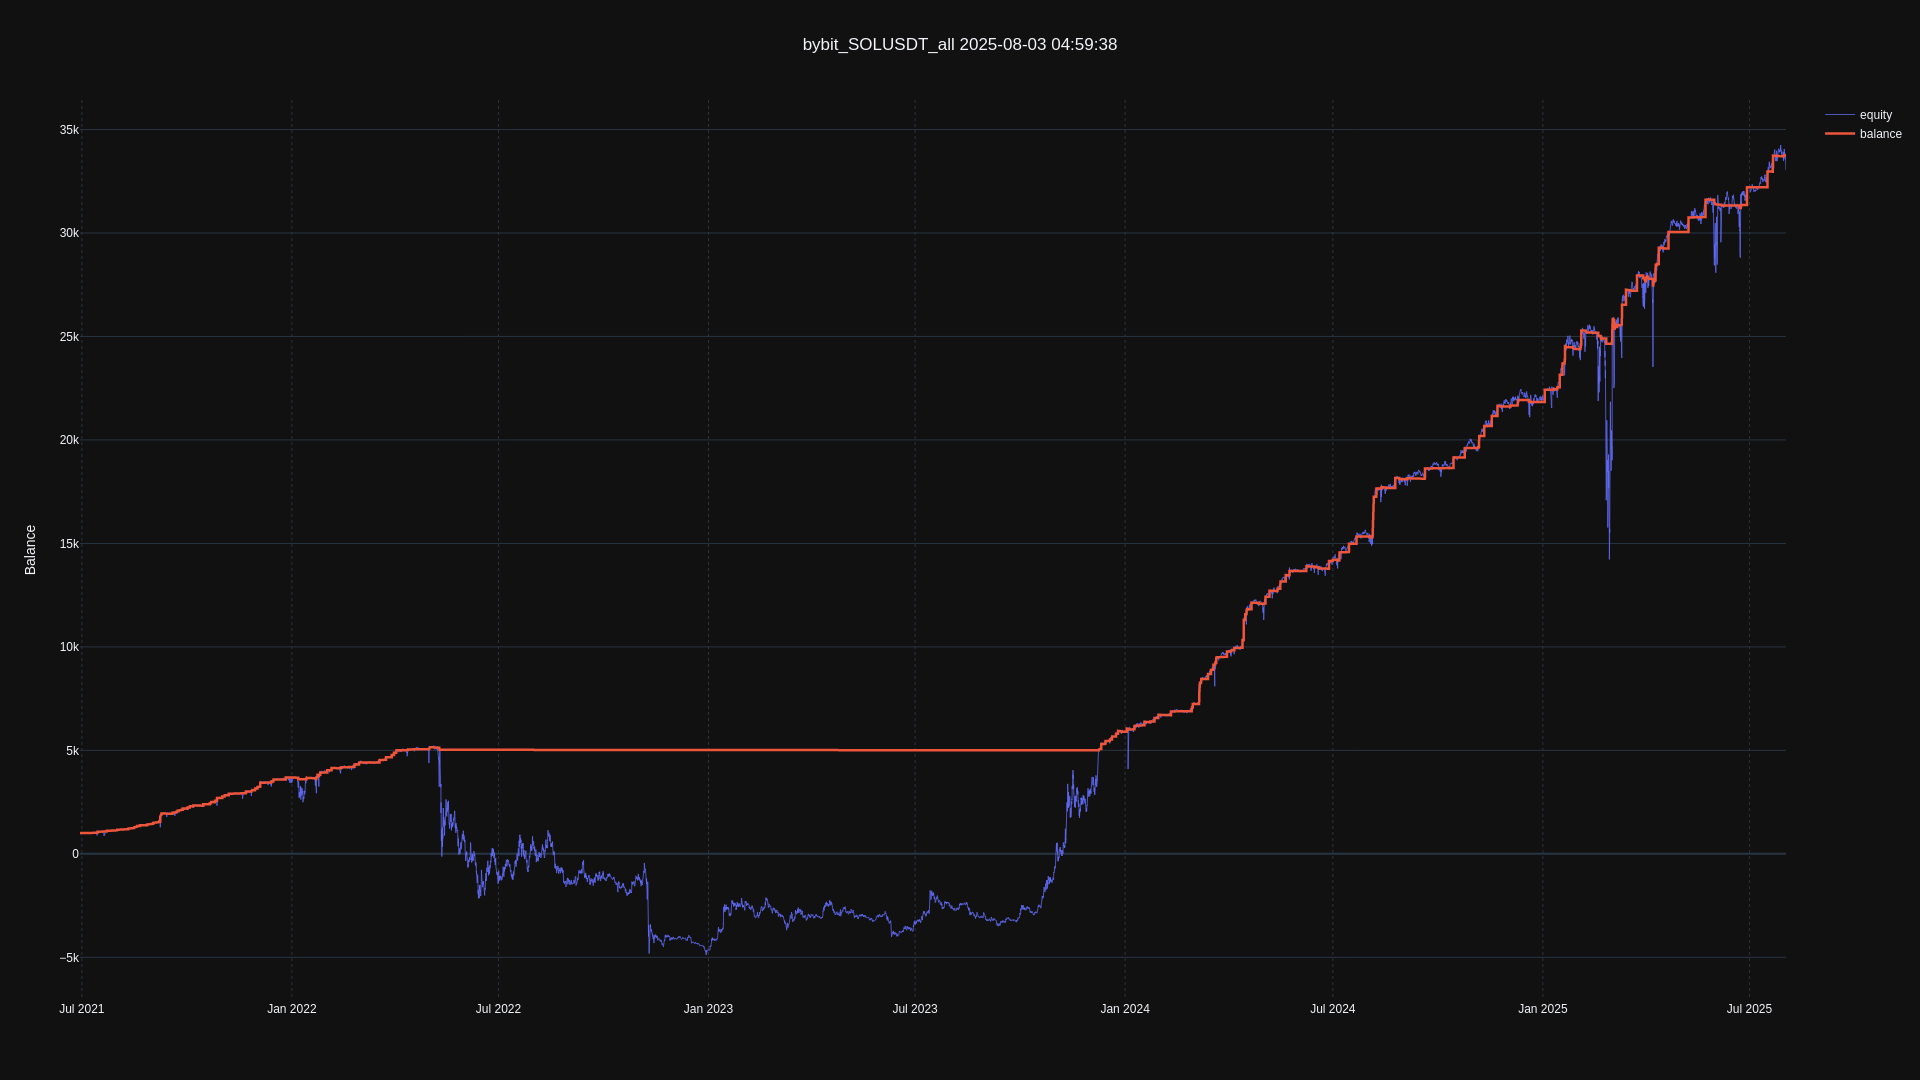 bybit_SOLUSDT_all 2025-08-03 04:59:38
equity
balance
Balance
35k
30k
25k
20k
15k
10k
5k
0
−5k
Jul 2021
Jan 2022
Jul 2022
Jan 2023
Jul 2023
Jan 2024
Jul 2024
Jan 2025
Jul 2025